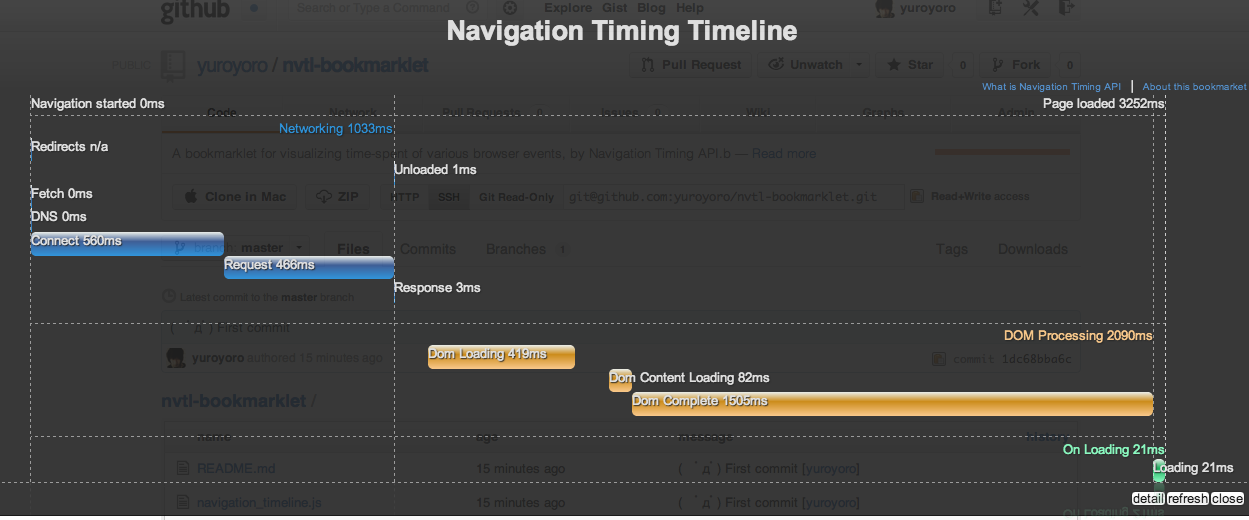 github
Search or Type a Command
Explore Gist Blog Help
yuroyoro
Navigation Timing Timeline
PUBLIC yuroyoro / nvtl-bookmarklet
Pull Request Unwatch Star 0 Fork 0
What is Navigation Timing API | About this bookmarket
Navigation started 0ms
Page loaded 3252ms
Code Network Pull Requests 0 Issues 0 Wiki Graphs Admin
Networking 1033ms
Redirects n/a
A bookmarklet for visualizing time-spent of various browser events, by Navigation Timing API.b — Read more
Unloaded 1ms
Fetch 0ms
Clone in Mac ZIP HTTP SSH Git Read-Only git@github.com:yuroyoro/nvtl-bookmarklet.git Read+Write access
DNS 0ms
Connect 560ms
branch: master Files Commits Branches 1 Tags Downloads
Request 466ms
Response 3ms
Latest commit to the master branch
( ゚д゚) First commit
DOM Processing 2090ms
yuroyoro authored 15 minutes ago
commit 1dc68bba6c
Dom Loading 419ms
Dom Content Loading 82ms
Dom Complete 1505ms
nvtl-bookmarklet /
name age message
On Loading 21ms
README.md 15 minutes ago ( ゚д゚) First commit [yuroyoro]
Loading 21ms
navigation_timeline.js 15 minutes ago ( ゚д゚) First commit [yuroyoro]
detail refresh close